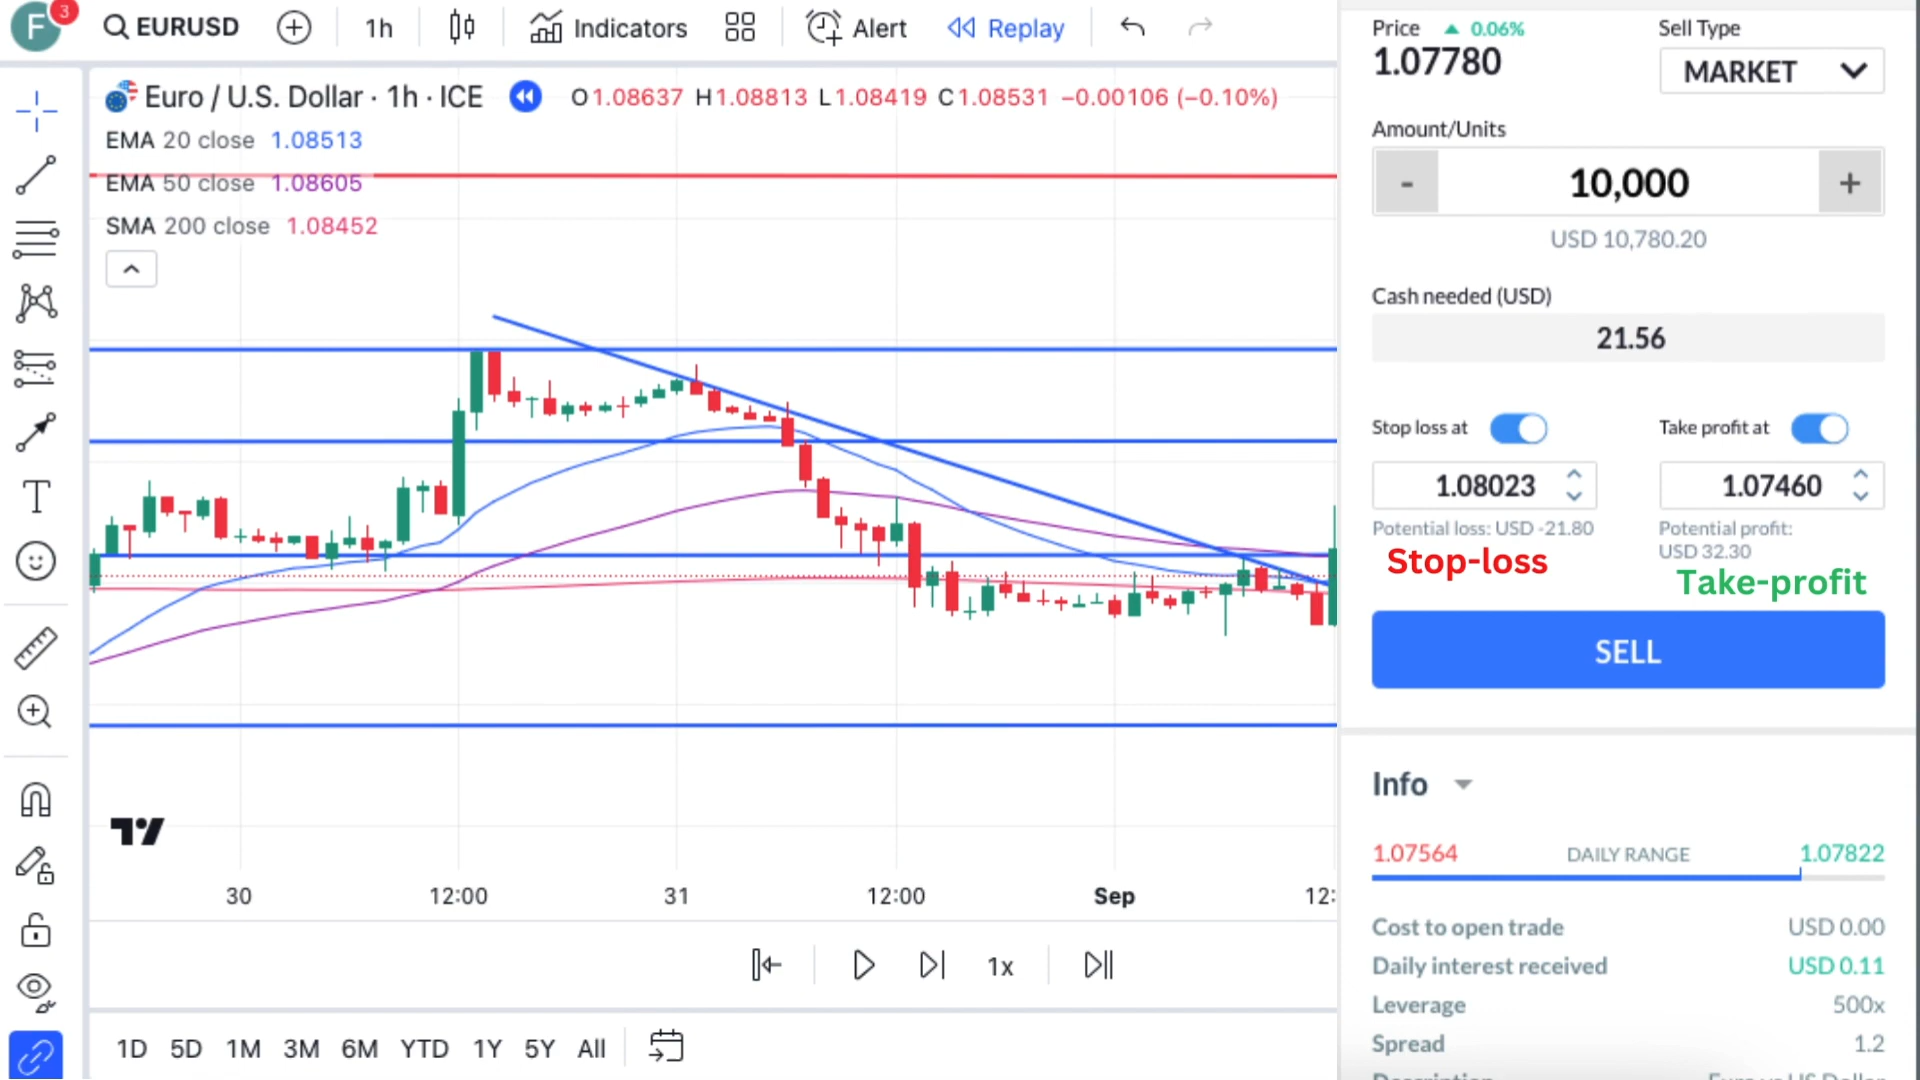 F 3 EURUSD 1h Indicators Alert Replay
Euro / U.S. Dollar · 1h · ICE O1.08637 H1.08813 L1.08419 C1.08531 −0.00106 (−0.10%)
EMA 20 close 1.08513
EMA 50 close 1.08605
SMA 200 close 1.08452
30 12:00 31 12:00 Sep 12:
1x
1D 5D 1M 3M 6M YTD 1Y 5Y All
Price 0.06% Sell Type
1.07780 MARKET
Amount/Units
- 10,000 +
USD 10,780.20
Cash needed (USD)
21.56
Stop loss at Take profit at
1.08023 1.07460
Potential loss: USD -21.80 Potential profit:
USD 32.30
Stop-loss
Take-profit
SELL
Info
1.07564 DAILY RANGE 1.07822
Cost to open trade USD 0.00
Daily interest received USD 0.11
Leverage 500x
Spread 1.2